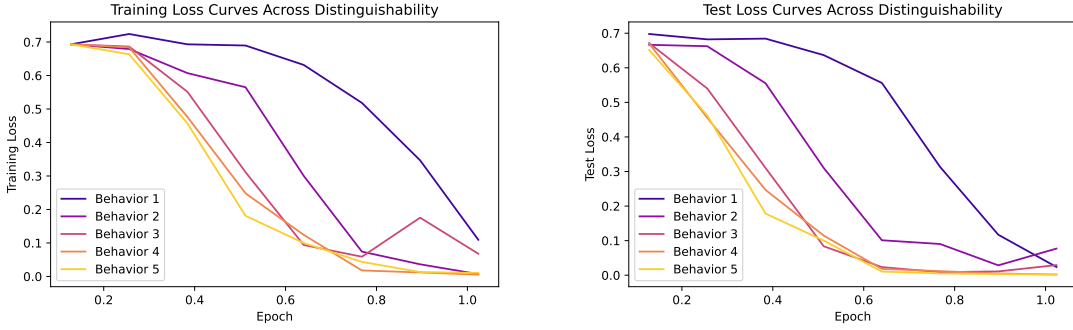 Training Loss Curves Across Distinguishability
Training Loss
0.7
0.6
0.5
0.4
0.3
0.2
0.1
0.0
Behavior 1
Behavior 2
Behavior 3
Behavior 4
Behavior 5
0.2 0.4 0.6 0.8 1.0
Epoch
Test Loss Curves Across Distinguishability
Test Loss
0.7
0.6
0.5
0.4
0.3
0.2
0.1
0.0
Behavior 1
Behavior 2
Behavior 3
Behavior 4
Behavior 5
0.2 0.4 0.6 0.8 1.0
Epoch